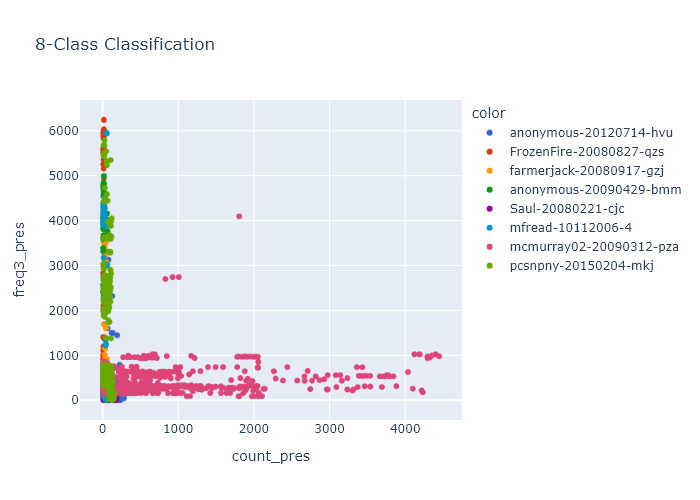 8-Class Classification
color
anonymous-20120714-hvu
FrozenFire-20080827-qzs
farmerjack-20080917-gzj
anonymous-20090429-bmm
Saul-20080221-cjc
mfread-10112006-4
mcmurray02-20090312-pza
pcsnpny-20150204-mkj
freq3_pres
6000
5000
4000
3000
2000
1000
0
0 1000 2000 3000 4000
count_pres